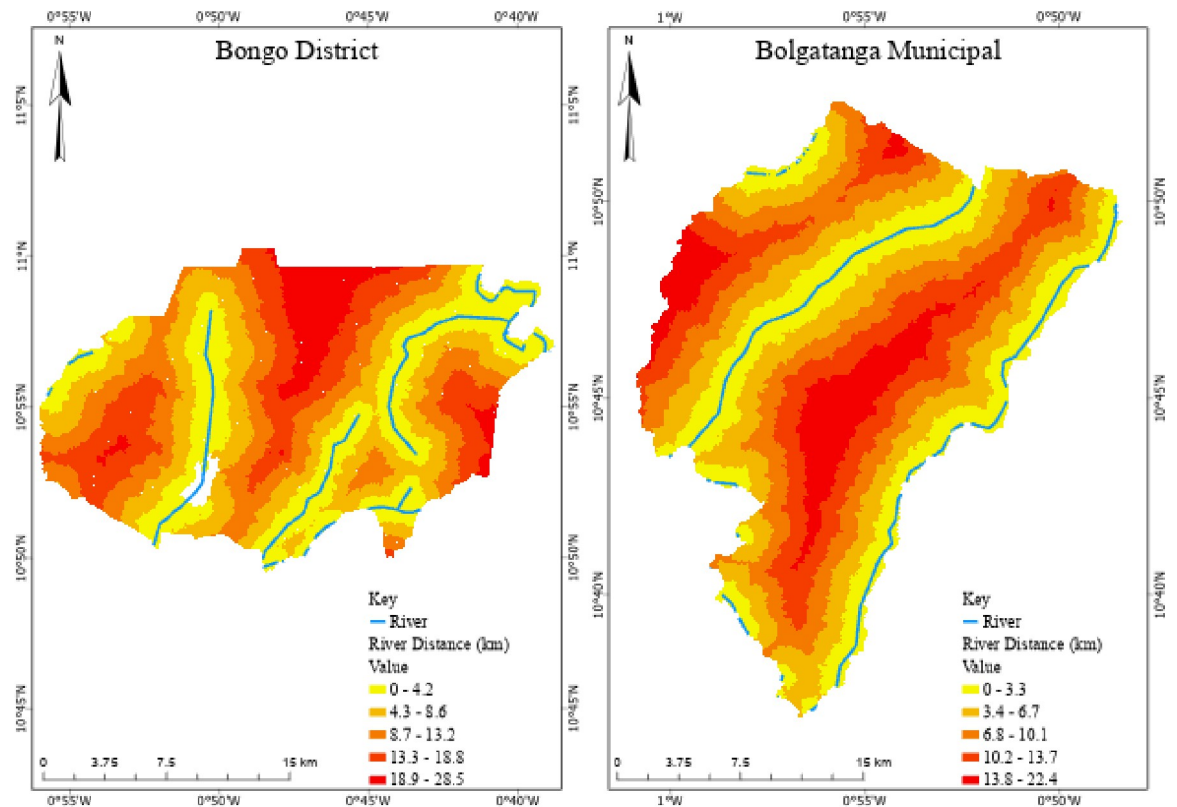 0°55'W 0°50'W 0°45'W 0°40'W
N
Bongo District
11°5'N
11°5'N
11°N
11°N
10°55'N
10°55'N
10°50'N
10°50'N
10°45'N
10°45'N
Key
River
River Distance (km)
Value
0 - 4.2
4.3 - 8.6
8.7 - 13.2
13.3 - 18.8
18.9 - 28.5
0 3.75 7.5 15 km
0°55'W 0°50'W 0°45'W 0°40'W
1°W 0°55'W 0°50'W
N
Bolgatanga Municipal
10°50'N
10°50'N
10°45'N
10°45'N
10°40'N
10°40'N
Key
River
River Distance (km)
Value
0 - 3.3
3.4 - 6.7
6.8 - 10.1
10.2 - 13.7
13.8 - 22.4
0 3.75 7.5 15 km
1°W 0°55'W 0°50'W